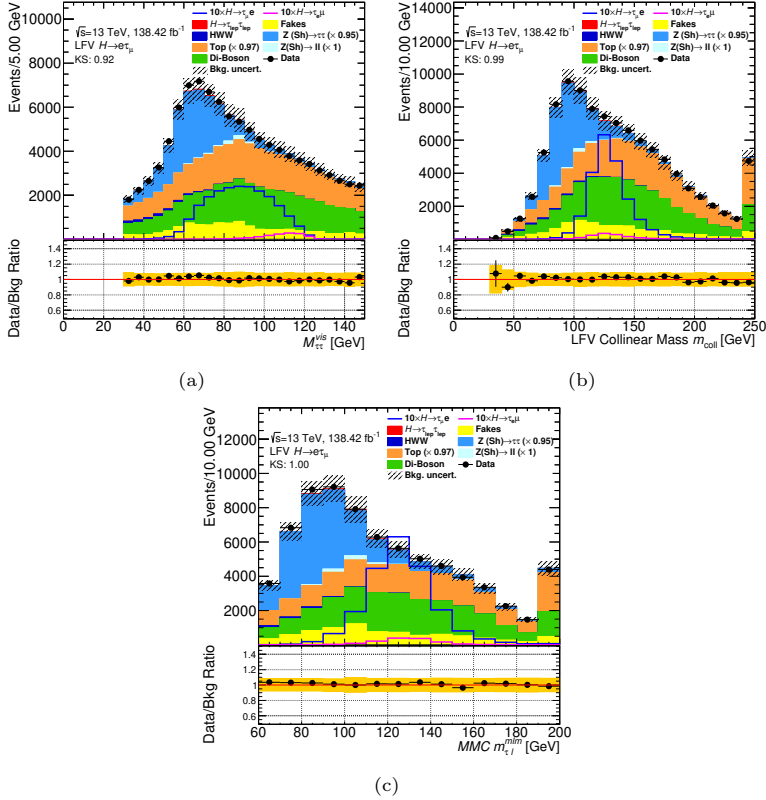 Events/5.00 GeV
10000
8000
6000
4000
2000
√s=13 TeV, 138.42 fb⁻¹
LFV H→eτμ
KS: 0.92
10×H→τμe
10×H→τeμ
H→τlepτlep
Fakes
HWW
Z (Sh)→ττ (× 0.95)
Top (× 0.97)
Z(Sh)→ ll (× 1)
Di-Boson
Data
Bkg. uncert.
Data/Bkg Ratio
1.4
1.2
1.0
0.8
0.6
0 20 40 60 80 100 120 140
Mττvis [GeV]
(a)
Events/10.00 GeV
14000
12000
10000
8000
6000
4000
2000
√s=13 TeV, 138.42 fb⁻¹
LFV H→eτμ
KS: 0.99
10×H→τμe
10×H→τeμ
H→τlepτlep
Fakes
HWW
Z (Sh)→ττ (× 0.95)
Top (× 0.97)
Z(Sh)→ ll (× 1)
Di-Boson
Data
Bkg. uncert.
Data/Bkg Ratio
1.4
1.2
1.0
0.8
0.6
0 50 100 150 200 250
LFV Collinear Mass mcoll [GeV]
(b)
Events/10.00 GeV
12000
10000
8000
6000
4000
2000
√s=13 TeV, 138.42 fb⁻¹
LFV H→eτμ
KS: 1.00
10×H→τμe
10×H→τeμ
H→τlepτlep
Fakes
HWW
Z (Sh)→ττ (× 0.95)
Top (× 0.97)
Z(Sh)→ ll (× 1)
Di-Boson
Data
Bkg. uncert.
Data/Bkg Ratio
1.4
1.2
1
0.8
0.6
60 80 100 120 140 160 180 200
MMC mτlmlm [GeV]
(c)